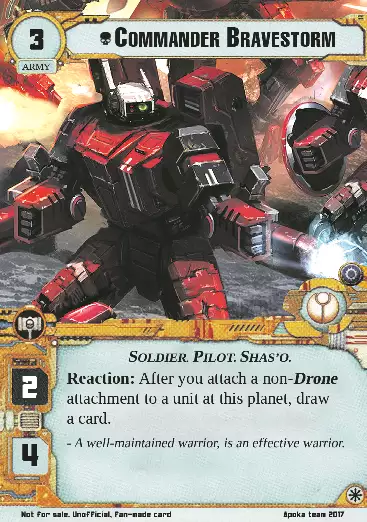 3
Commander Bravestorm
ARMY
Soldier. Pilot. Shas'o.
2
Reaction: After you attach a non-Drone
attachment to a unit at this planet, draw
a card.
- A well-maintained warrior, is an effective warrior.
4
Not for sale. Unofficial. Fan-made card
Apoka team 2017